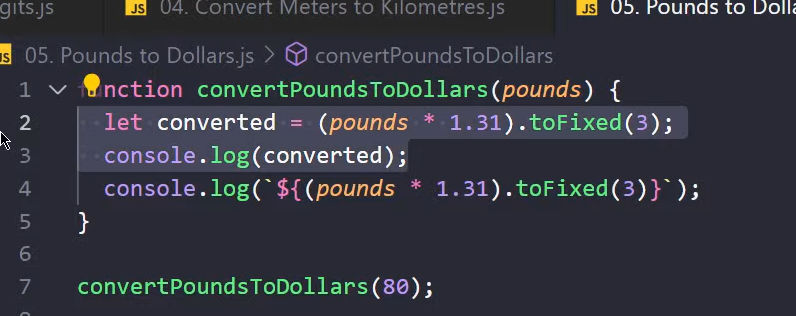 gits.js JS 04. Convert Meters to Kilometres.js JS 05. Pounds to Dolla
JS 05. Pounds to Dollars.js > convertPoundsToDollars
1 function convertPoundsToDollars(pounds) {
2 let converted = (pounds * 1.31).toFixed(3);
3 console.log(converted);
4 console.log(`${(pounds * 1.31).toFixed(3)}`);
5 }
6
7 convertPoundsToDollars(80);